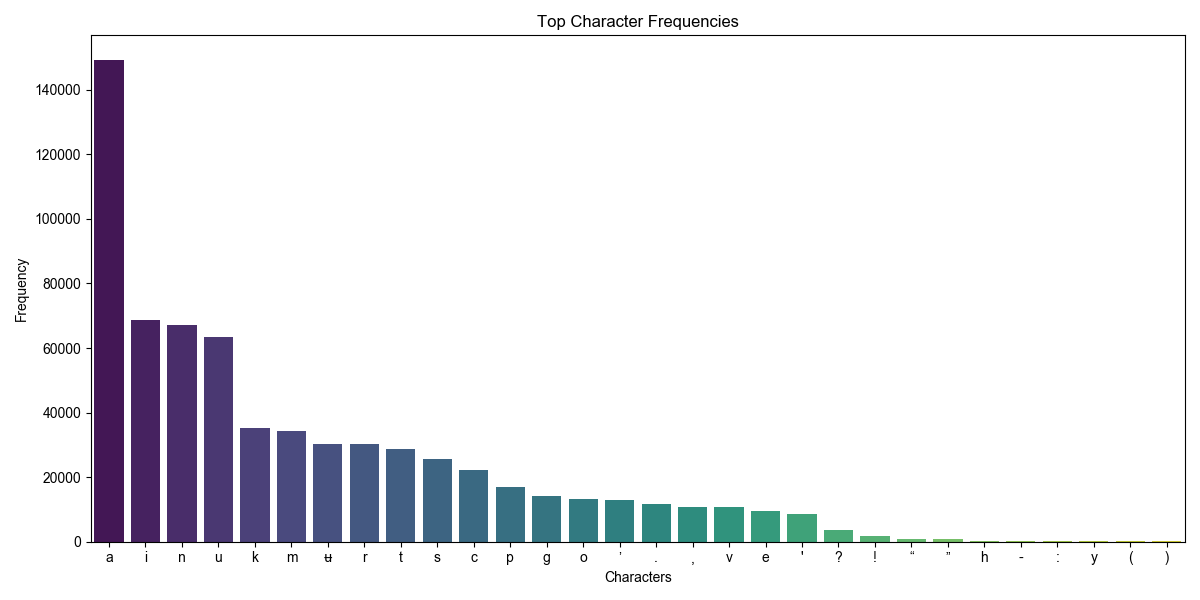 Top Character Frequencies
Frequency
140000
120000
100000
80000
60000
40000
20000
0
a i n u k m ʉ r t s c p g o ’ . , v e ' ? ! “ ” h - : y ( )
Characters